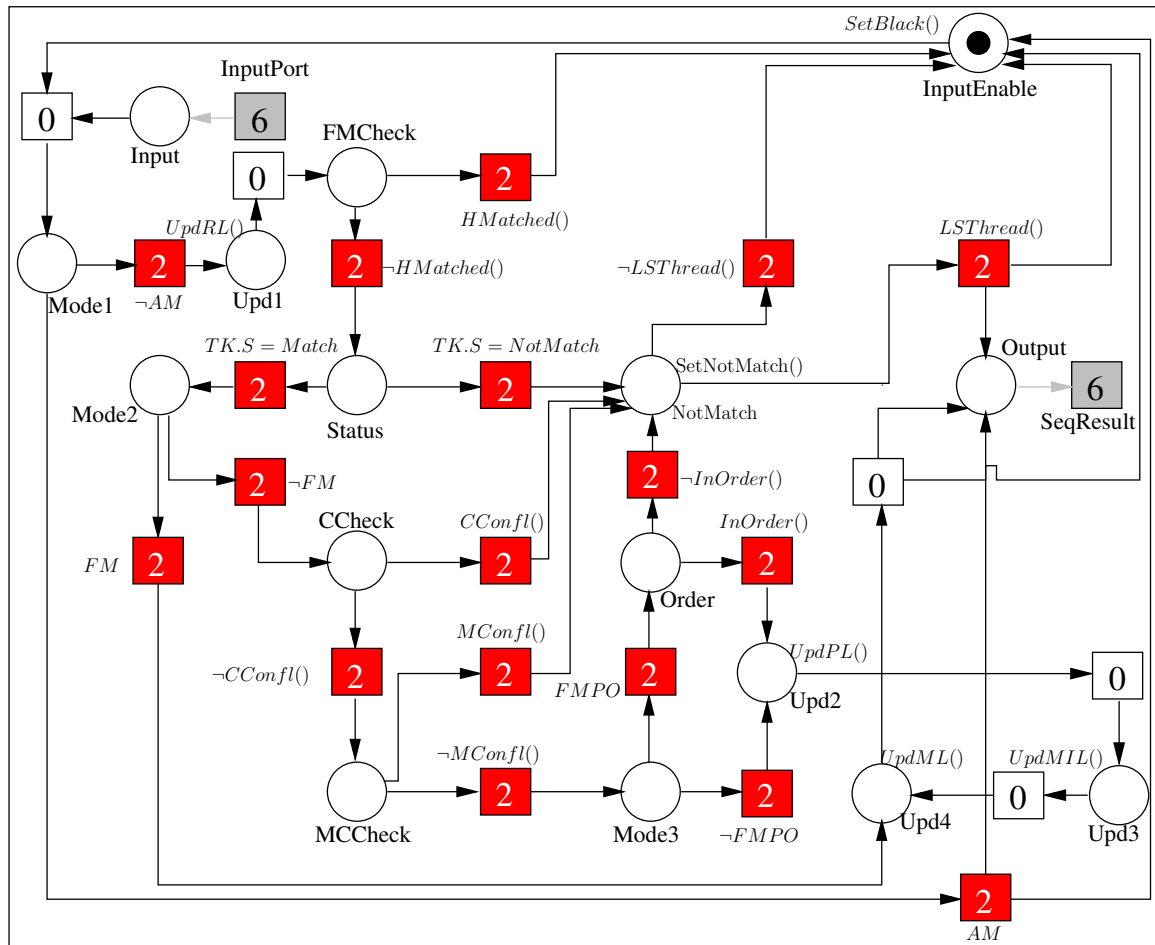 SetBlack()
InputPort
InputEnable
0
6
Input
FMCheck
0
2
HMatched()
UpdRL()
LSThread()
2
¬HMatched()
¬LSThread()
2
2
2
Mode1
¬AM
Upd1
TK.S = Match
TK.S = NotMatch
Output
SetNotMatch()
2
2
6
Mode2
Status
NotMatch
SeqResult
2
¬FM
2
¬InOrder()
0
CCheck
CConfl()
InOrder()
FM
2
2
2
Order
MConfl()
UpdPL()
¬CConfl()
2
2
FMPO
2
0
Upd2
¬MConfl()
UpdML()
UpdMIL()
2
2
0
MCCheck
Mode3
¬FMPO
Upd4
Upd3
2
AM